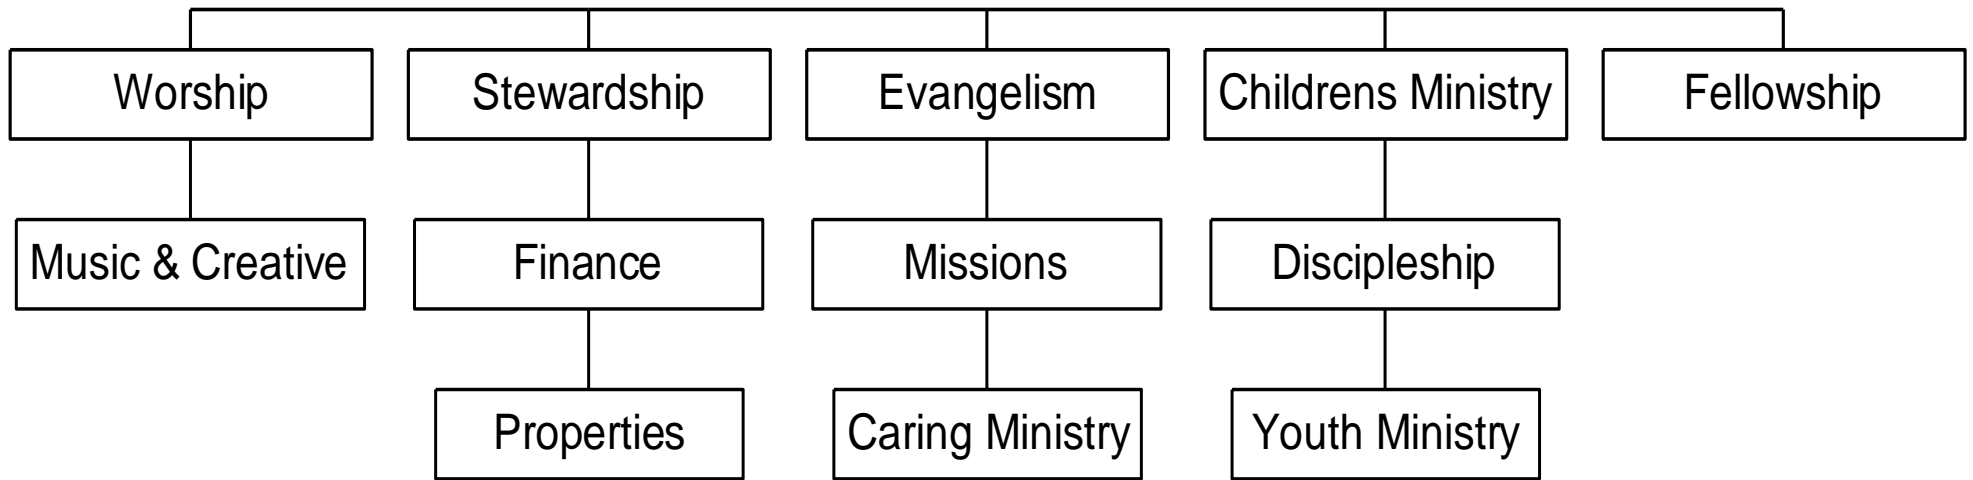 Worship
Stewardship
Evangelism
Childrens Ministry
Fellowship
Music & Creative
Finance
Missions
Discipleship
Properties
Caring Ministry
Youth Ministry